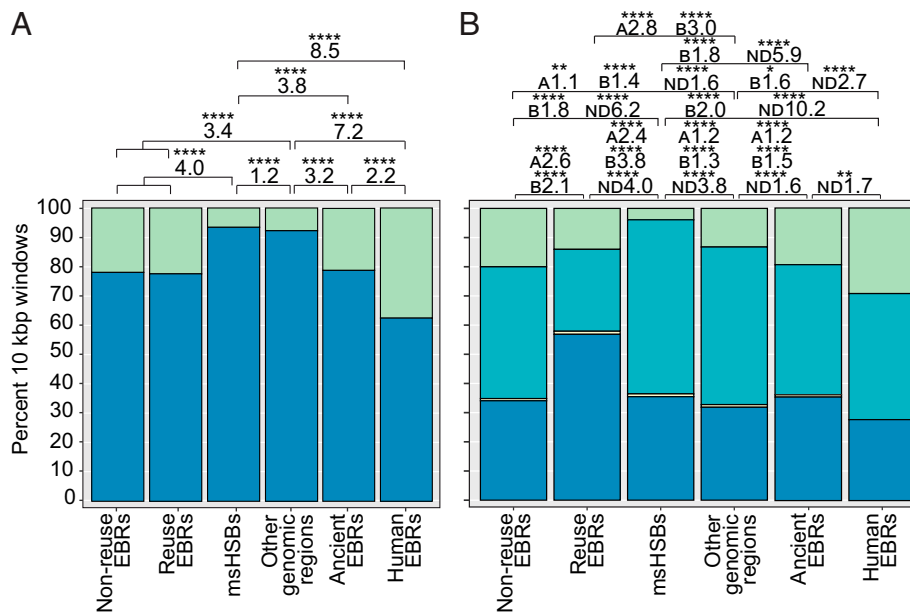 A
****
8.5
****
3.8
****
3.4
****
7.2
****
4.0
****
1.2
****
3.2
****
2.2
Percent 10 kbp windows
100
90
80
70
60
50
40
30
20
10
0
Non-reuse
EBRs
Reuse
EBRs
msHSBs
Other
genomic
regions
Ancient
EBRs
Human
EBRs
B
**** ****
A2.8 B3.0
****
B1.8
****
ND5.9
**
A1.1
****
B1.4
****
ND1.6
*
B1.6
****
ND2.7
****
B1.8
****
ND6.2
****
B2.0
****
ND10.2
****
A2.6
****
B2.1
****
A2.4
****
B3.8
****
ND4.0
****
A1.2
****
B1.3
****
ND3.8
****
A1.2
****
B1.5
****
ND1.6
**
ND1.7
Non-reuse
EBRs
Reuse
EBRs
msHSBs
Other
genomic
regions
Ancient
EBRs
Human
EBRs